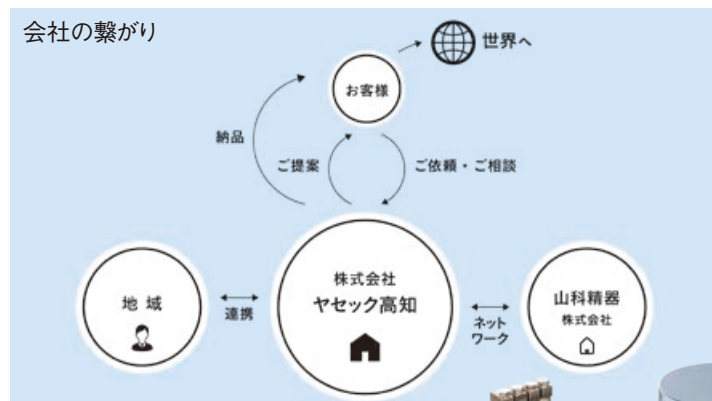 会社の繋がり
世界へ
お客様
納品
ご提案
ご依頼・ご相談
地域
連携
株式会社
ヤセック高知
ネット
ワーク
山科精器
株式会社